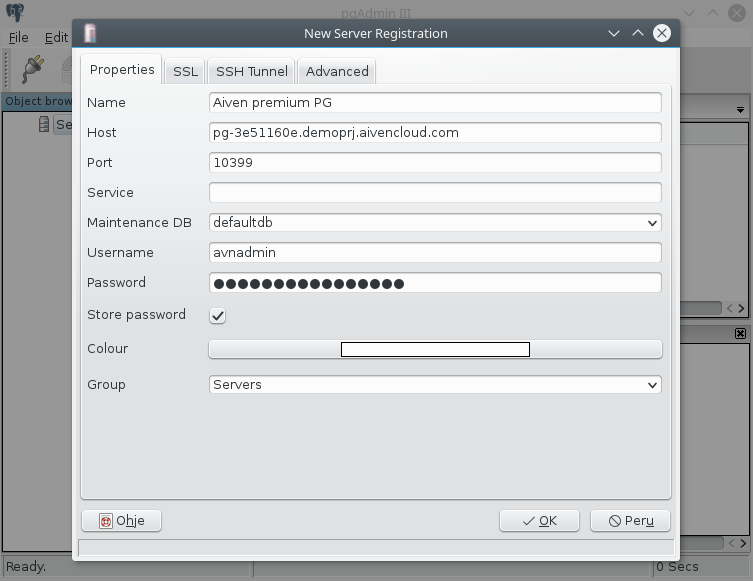 pgAdmin III
File Edit
New Server Registration
Object brow
Se
Properties SSL SSH Tunnel Advanced
Name Aiven premium PG
Host pg-3e51160e.demoprj.aivencloud.com
Port 10399
Service
Maintenance DB defaultdb
Username avnadmin
Password ●●●●●●●●●●●●●●●●
Store password
Colour
Group Servers
Ohje OK Peru
Ready. 0 Secs